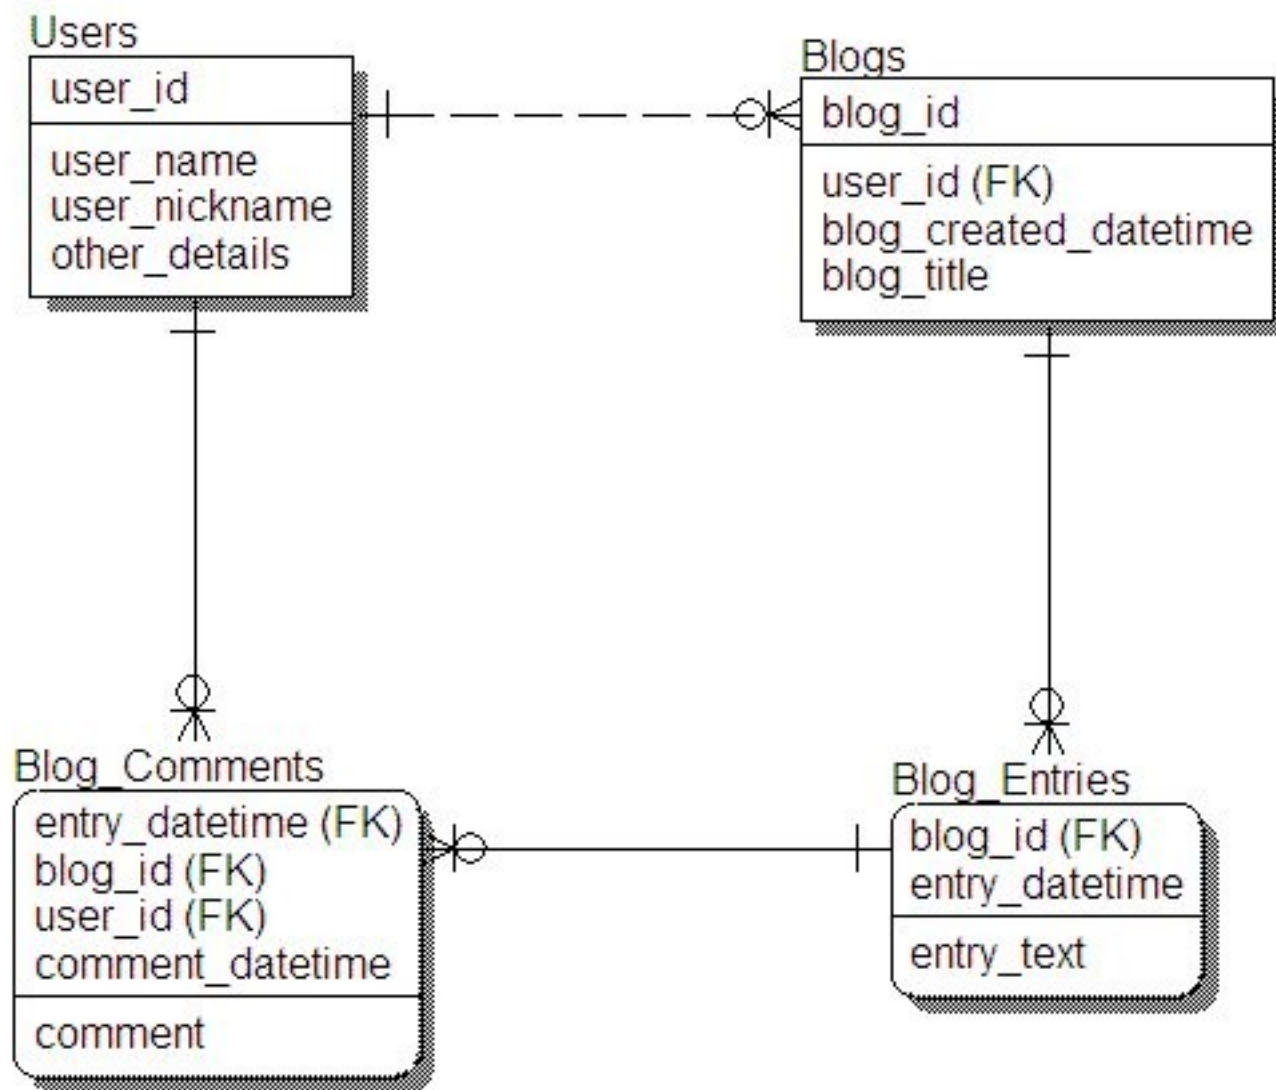 Users
user_id
user_name
user_nickname
other_details
Blogs
blog_id
user_id (FK)
blog_created_datetime
blog_title
Blog_Comments
entry_datetime (FK)
blog_id (FK)
user_id (FK)
comment_datetime
comment
Blog_Entries
blog_id (FK)
entry_datetime
entry_text